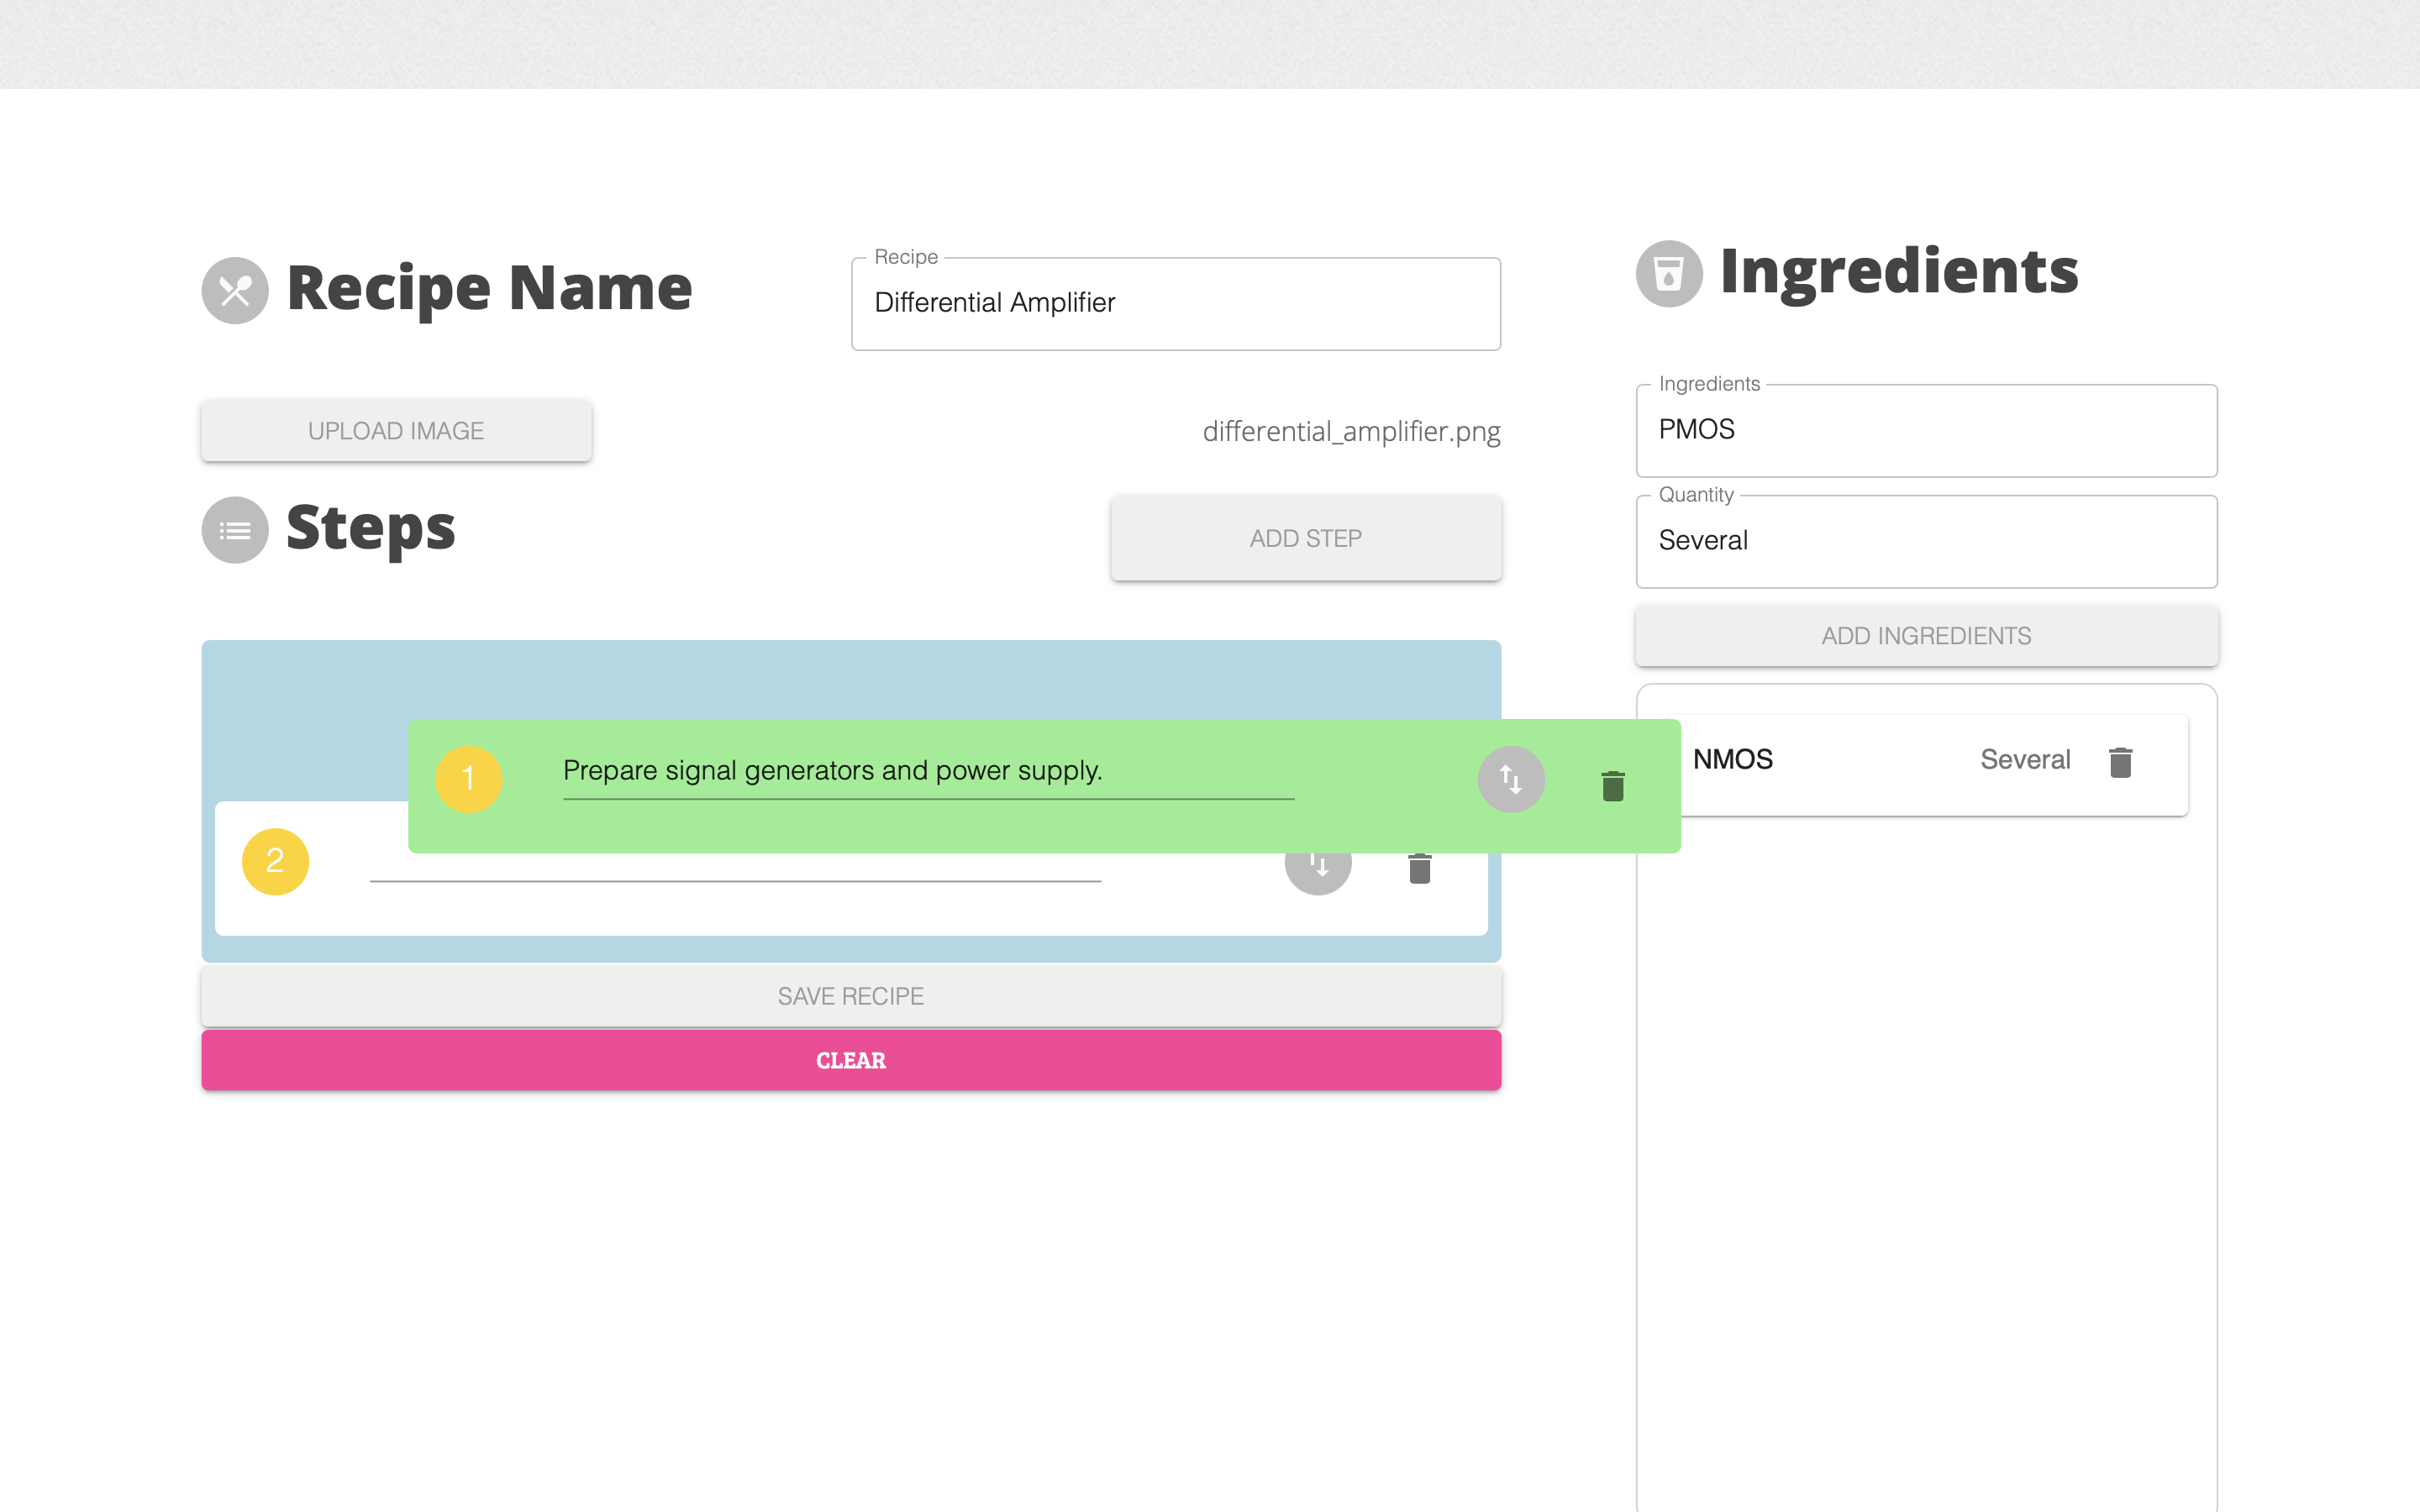 Recipe Name
Recipe
Differential Amplifier
UPLOAD IMAGE
differential_amplifier.png
Steps
ADD STEP
1
Prepare signal generators and power supply.
2
SAVE RECIPE
CLEAR
Ingredients
Ingredients
PMOS
Quantity
Several
ADD INGREDIENTS
NMOS Several